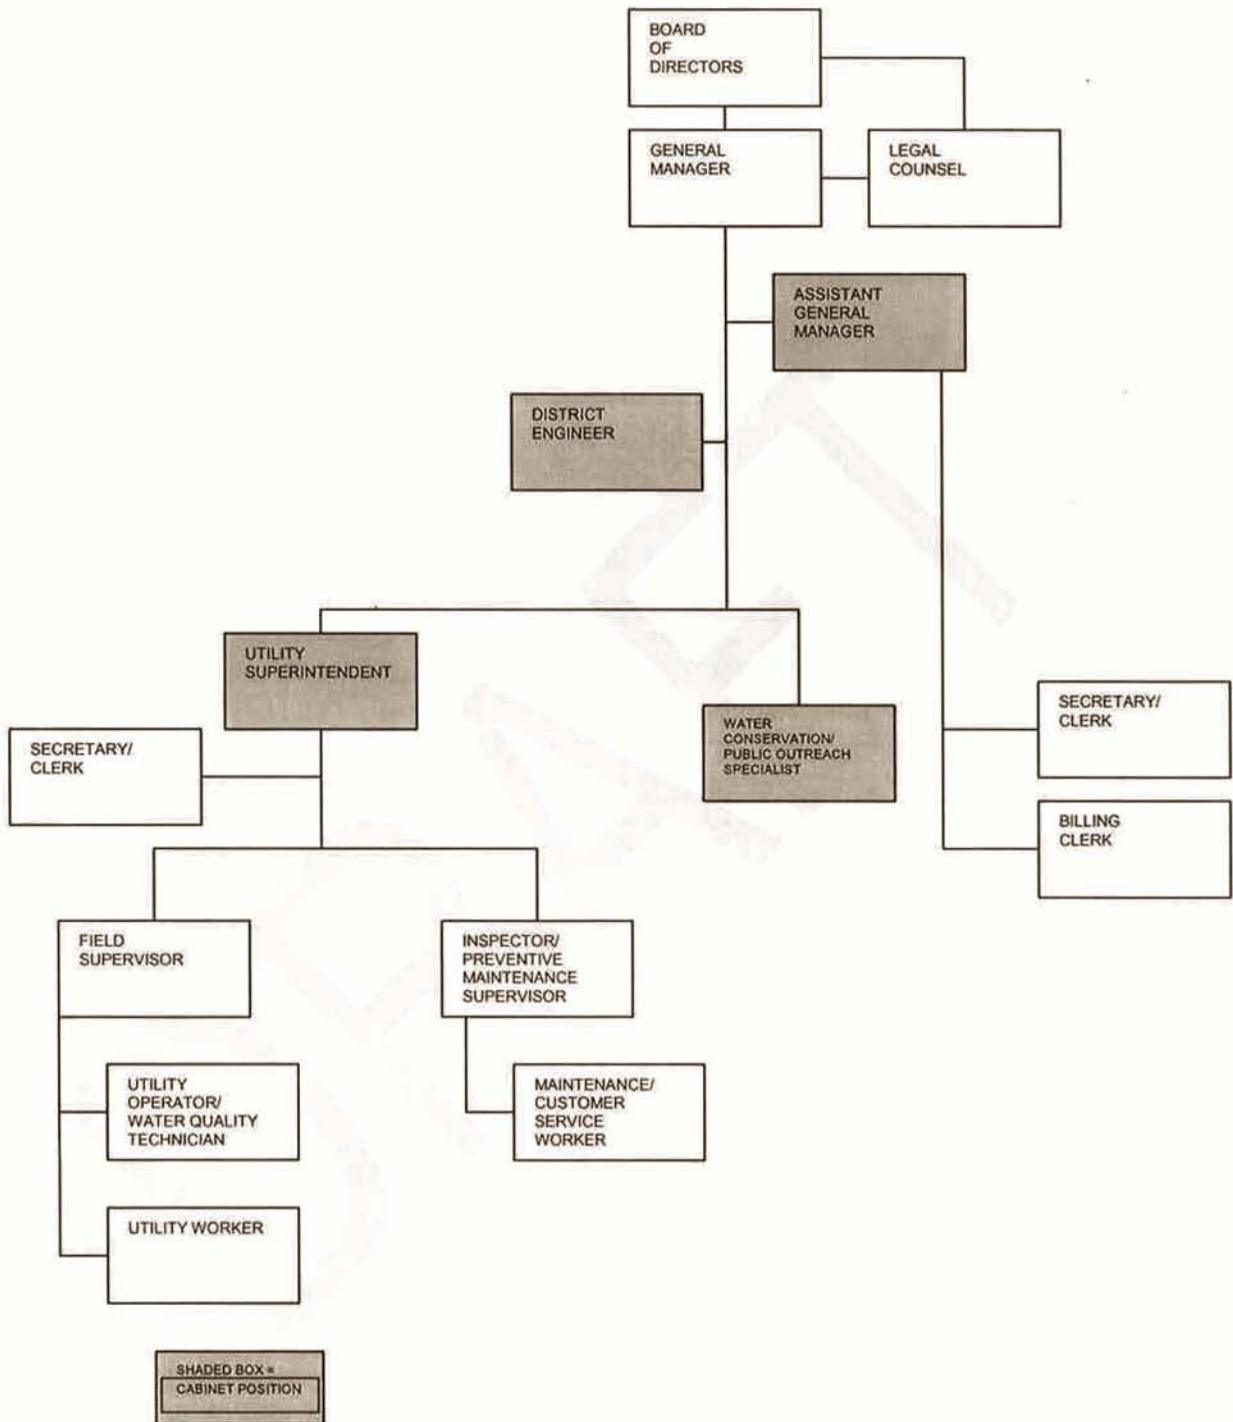 BOARD
OF
DIRECTORS
GENERAL
MANAGER
LEGAL
COUNSEL
ASSISTANT
GENERAL
MANAGER
DISTRICT
ENGINEER
UTILITY
SUPERINTENDENT
WATER
CONSERVATION/
PUBLIC OUTREACH
SPECIALIST
SECRETARY/
CLERK
SECRETARY/
CLERK
BILLING
CLERK
FIELD
SUPERVISOR
INSPECTOR/
PREVENTIVE
MAINTENANCE
SUPERVISOR
UTILITY
OPERATOR/
WATER QUALITY
TECHNICIAN
MAINTENANCE/
CUSTOMER
SERVICE
WORKER
UTILITY WORKER
SHADED BOX =
CABINET POSITION
DRAFT